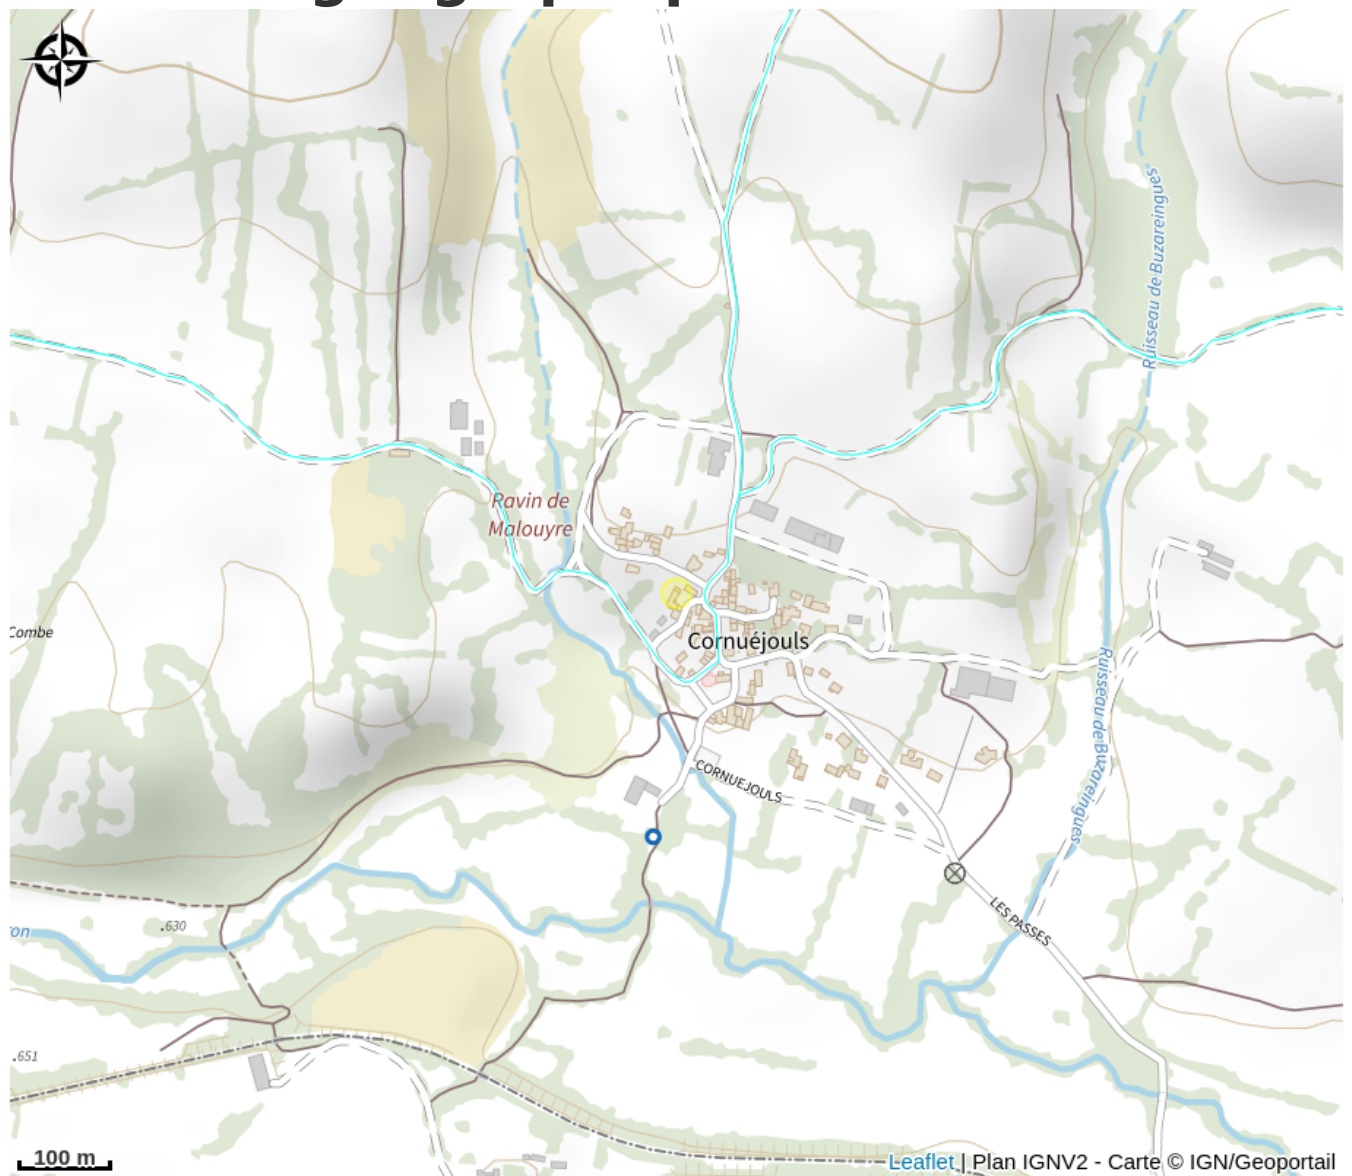 Ruisseau de Buzareingues
Ravin de
Malouyre
Combe
Cornuéjouls
Ruisseau de Buzareingues
CORNUEJOULS
LES PASSES
.630
on
.651
100 m
Leaflet | Plan IGNV2 - Carte © IGN/Geoportail